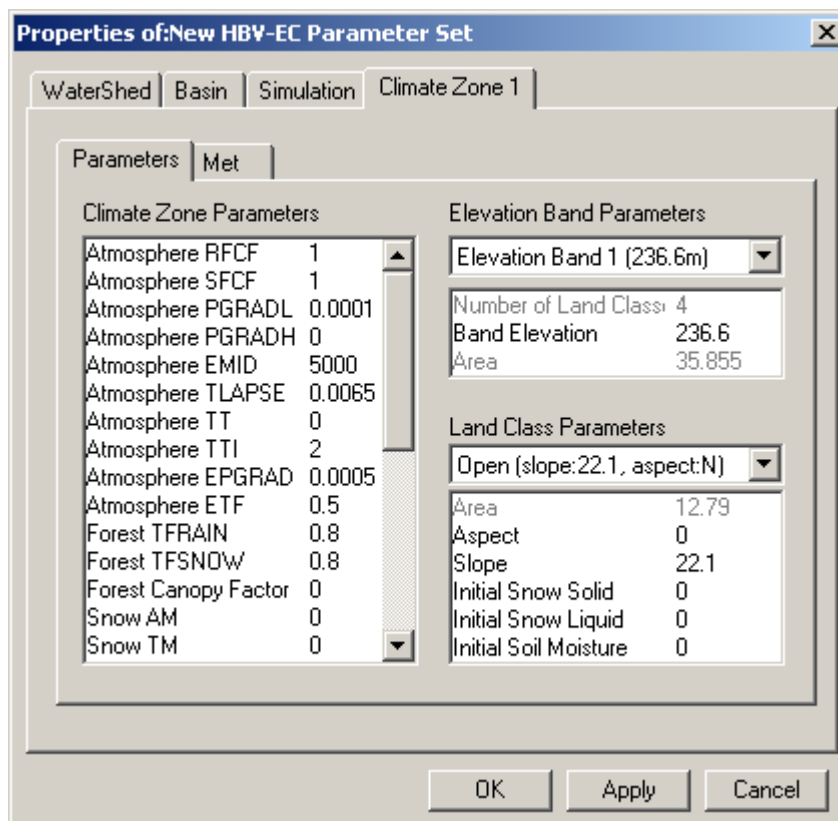 Properties of:New HBV-EC Parameter Set
WaterShed Basin Simulation Climate Zone 1
Parameters Met
Climate Zone Parameters
Atmosphere RFCF 1
Atmosphere SFCF 1
Atmosphere PGRADL 0.0001
Atmosphere PGRADH 0
Atmosphere EMID 5000
Atmosphere TLAPSE 0.0065
Atmosphere TT 0
Atmosphere TTI 2
Atmosphere EPGRAD 0.0005
Atmosphere ETF 0.5
Forest TFRAIN 0.8
Forest TFSNOW 0.8
Forest Canopy Factor 0
Snow AM 0
Snow TM 0
Elevation Band Parameters
Elevation Band 1 (236.6m)
Number of Land Class 4
Band Elevation 236.6
Area 35.855
Land Class Parameters
Open (slope:22.1, aspect:N)
Area 12.79
Aspect 0
Slope 22.1
Initial Snow Solid 0
Initial Snow Liquid 0
Initial Soil Moisture 0
OK Apply Cancel